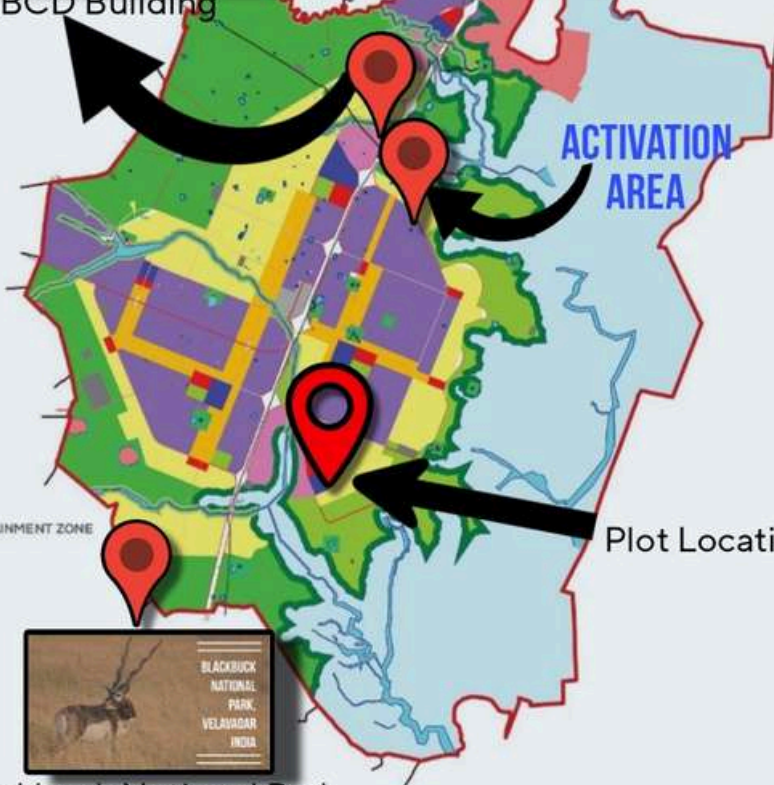 BCD Building
ACTIVATION
AREA
INMENT ZONE
Plot Locati
BLACKBUCK
NATIONAL
PARK,
VELAVADAR
INDIA